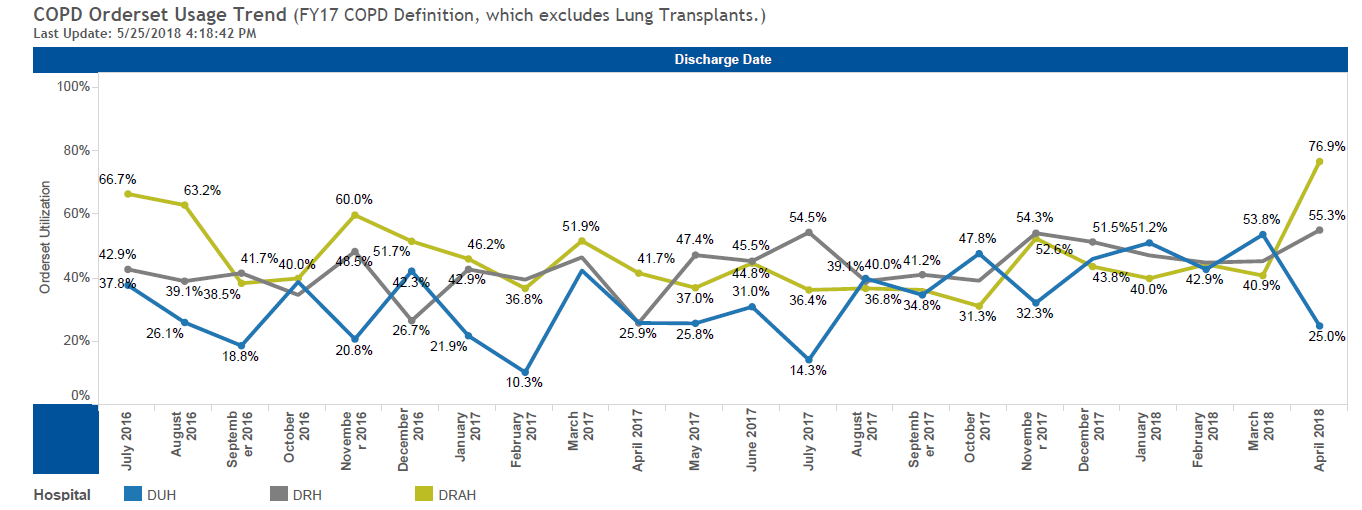 COPD Orderset Usage Trend (FY17 COPD Definition, which excludes Lung Transplants.)
Last Update: 5/25/2018 4:18:42 PM
Discharge Date
Orderset Utilization
100%
80%
60%
40%
20%
0%
66.7%
42.9%
37.8%
63.2%
39.1%
26.1%
41.7%
38.5%
18.8%
40.0%
60.0%
48.5%
20.8%
51.7%
42.3%
26.7%
46.2%
42.9%
21.9%
36.8%
10.3%
51.9%
41.7%
25.9%
47.4%
37.0%
25.8%
45.5%
44.8%
31.0%
54.5%
36.4%
14.3%
39.1%
40.0%
36.8%
41.2%
34.8%
47.8%
31.3%
54.3%
52.6%
32.3%
51.5%
43.8%
51.2%
40.0%
42.9%
53.8%
40.9%
76.9%
55.3%
25.0%
July 2016
August
2016
Septemb
er 2016
October
2016
Novembe
r 2016
December
2016
January
2017
February
2017
March
2017
April 2017
May 2017
June 2017
July 2017
August
2017
Septemb
er 2017
October
2017
Novembe
r 2017
December
2017
January
2018
February
2018
March
2018
April 2018
Hospital
DUH
DRH
DRAH